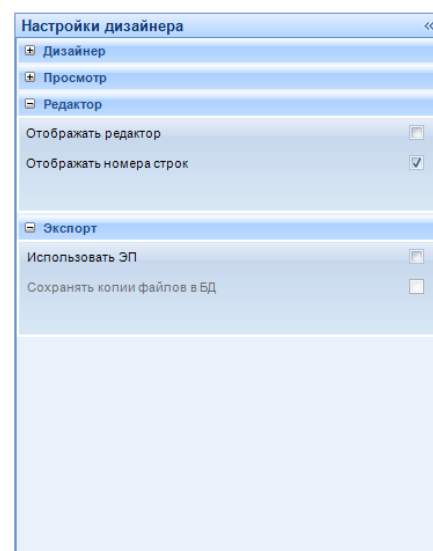 Настройки дизайнера
Дизайнер
Просмотр
Редактор
Отображать редактор
Отображать номера строк
Экспорт
Использовать ЭП
Сохранять копии файлов в БД